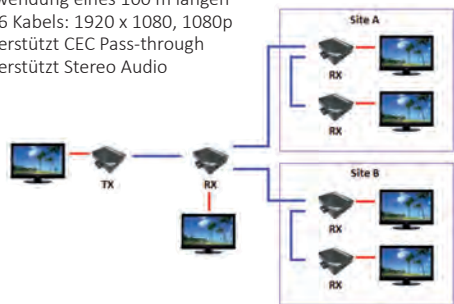 wendung eines 100 m langen
6 Kabels: 1920 x 1080, 1080p
erstützt CEC Pass-through
erstützt Stereo Audio
Site A
RX
RX
TX
RX
Site B
RX
RX